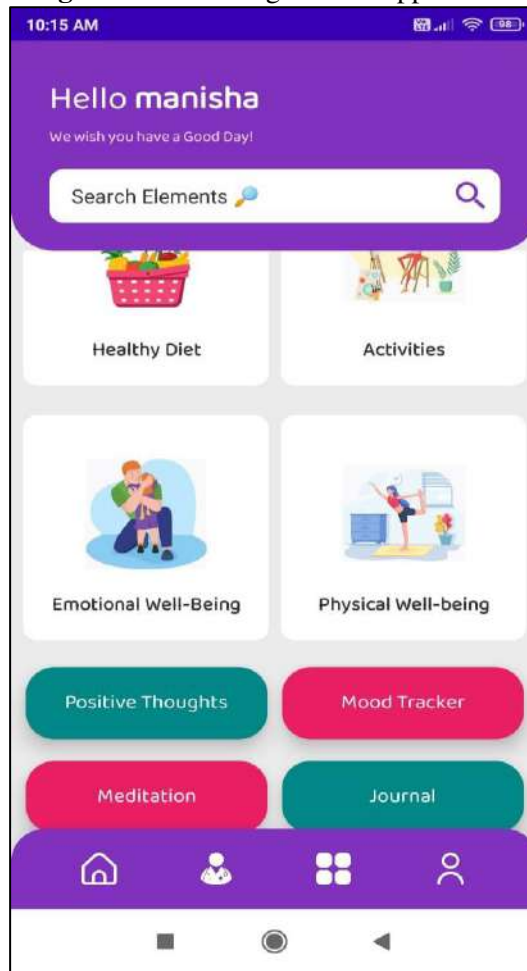 10:15 AM
98
Hello manisha
We wish you have a Good Day!
Search Elements 🔎
Healthy Diet
Activities
Emotional Well-Being
Physical Well-being
Positive Thoughts
Mood Tracker
Meditation
Journal